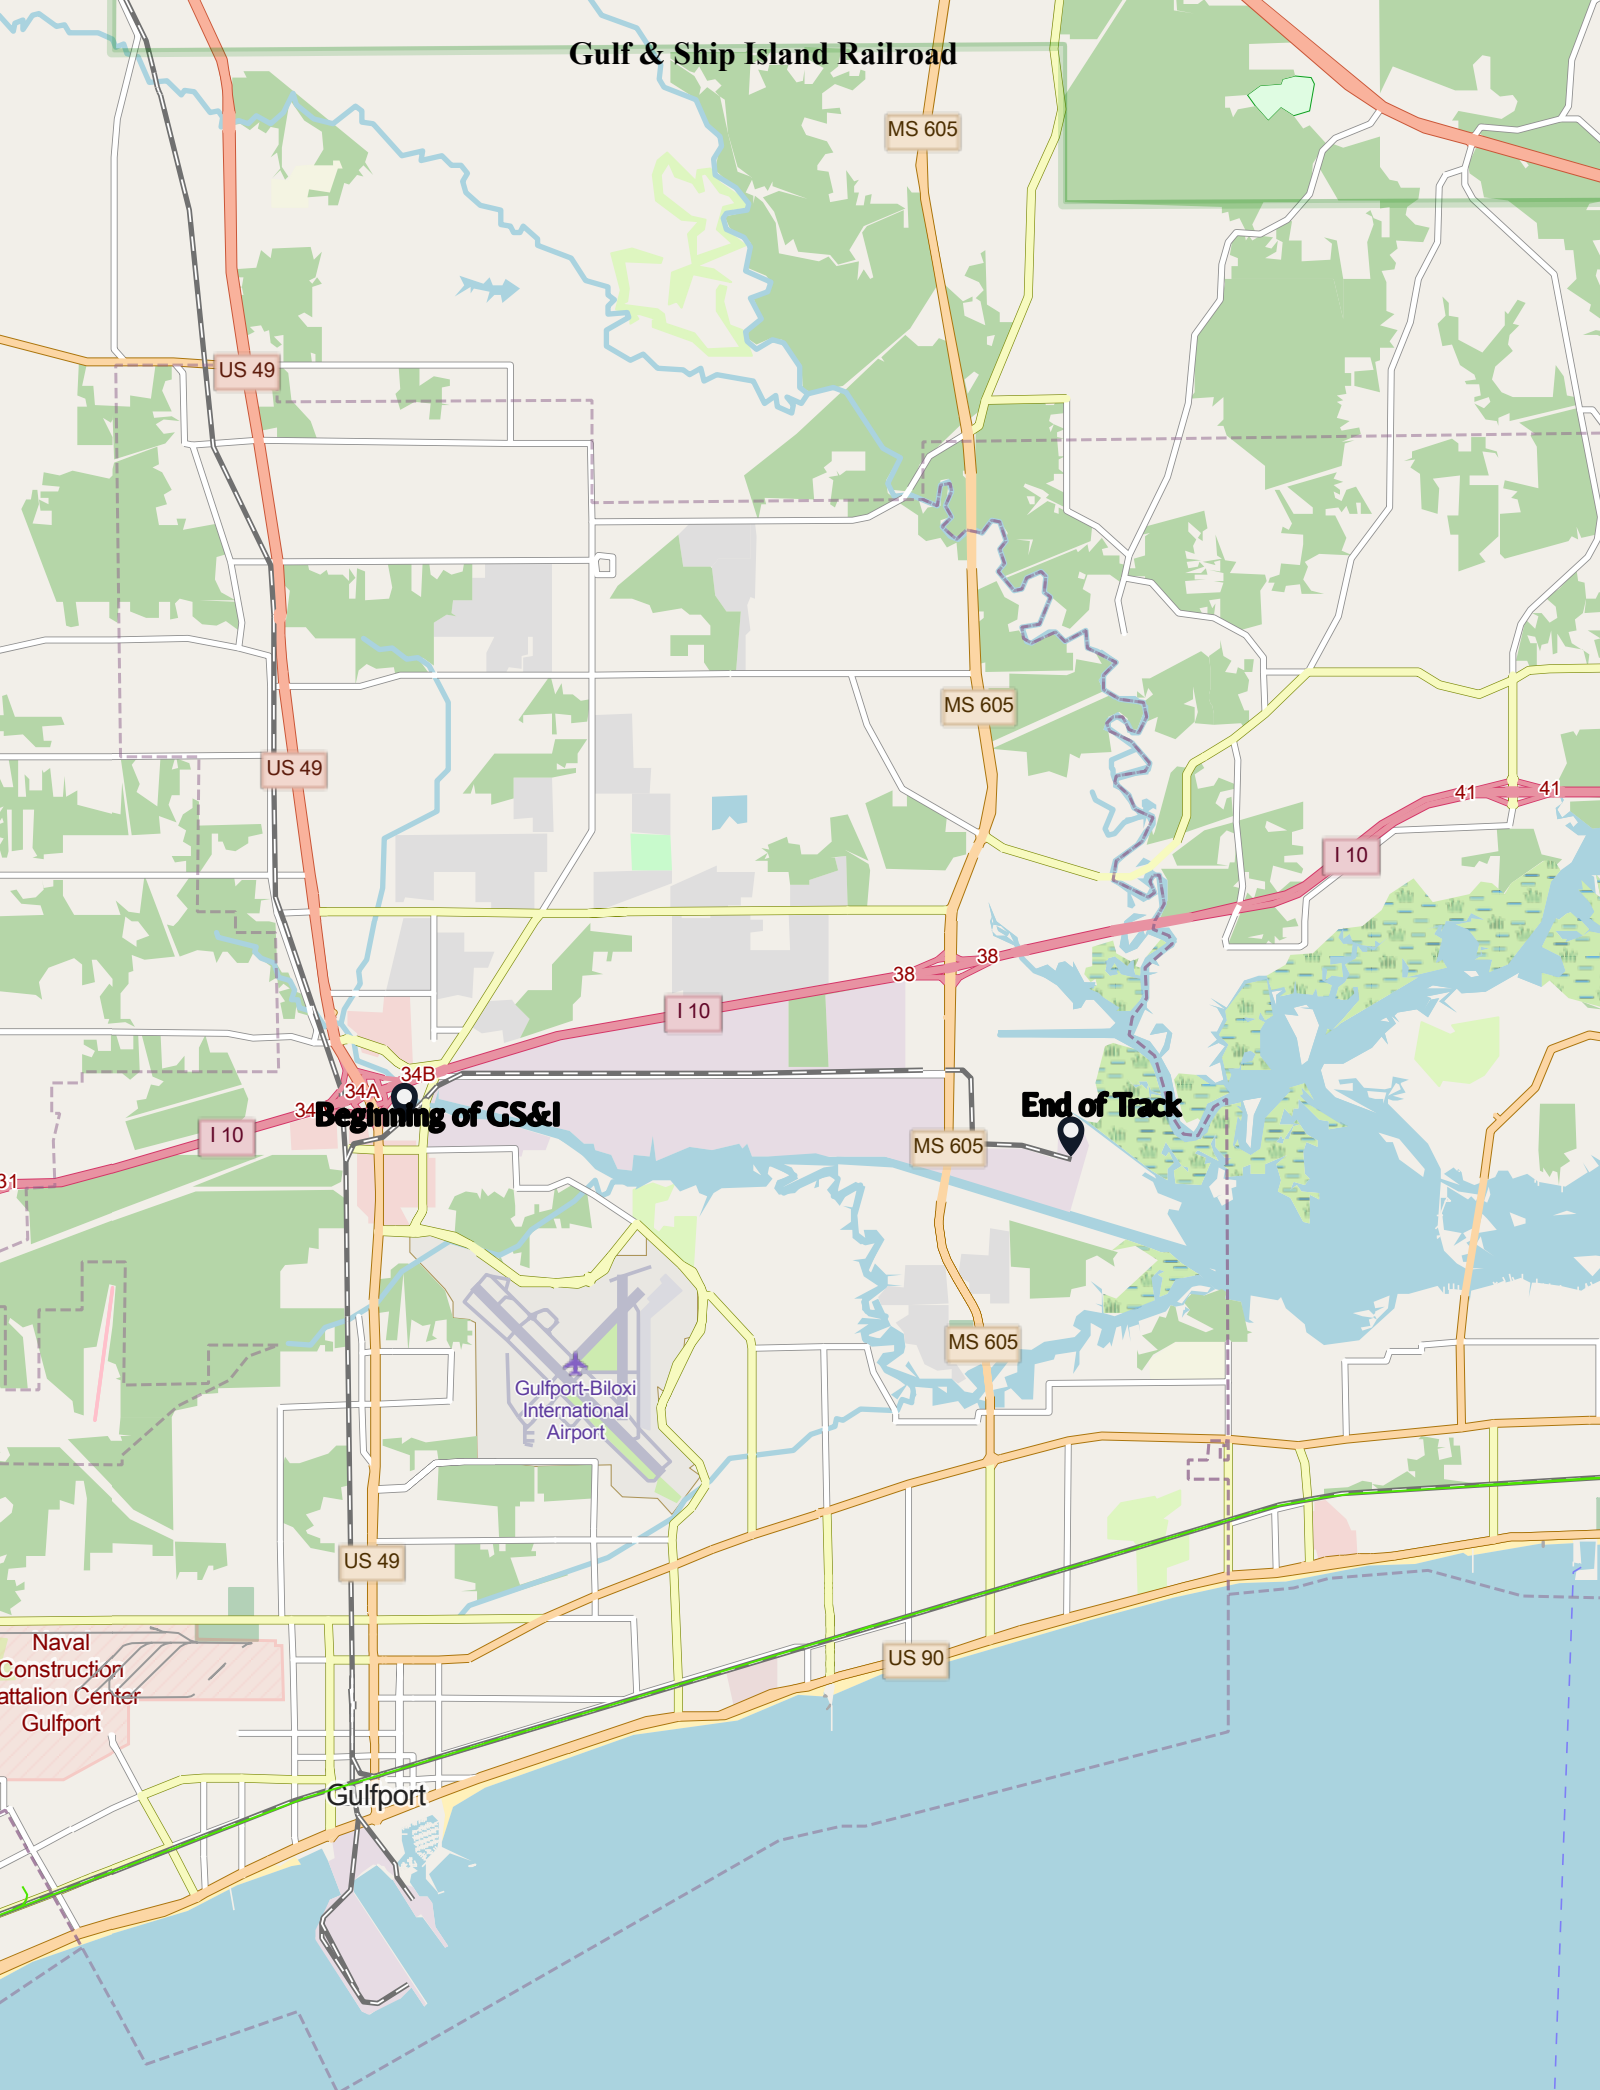 Gulf & Ship Island Railroad
MS 605
US 49
MS 605
US 49
41
41
I 10
38
38
I 10
34B
34A
34
Beginning of GS&I
End of Track
I 10
MS 605
31
MS 605
Gulfport-Biloxi
International
Airport
US 49
Naval
Construction
attalion Center
Gulfport
US 90
Gulfport